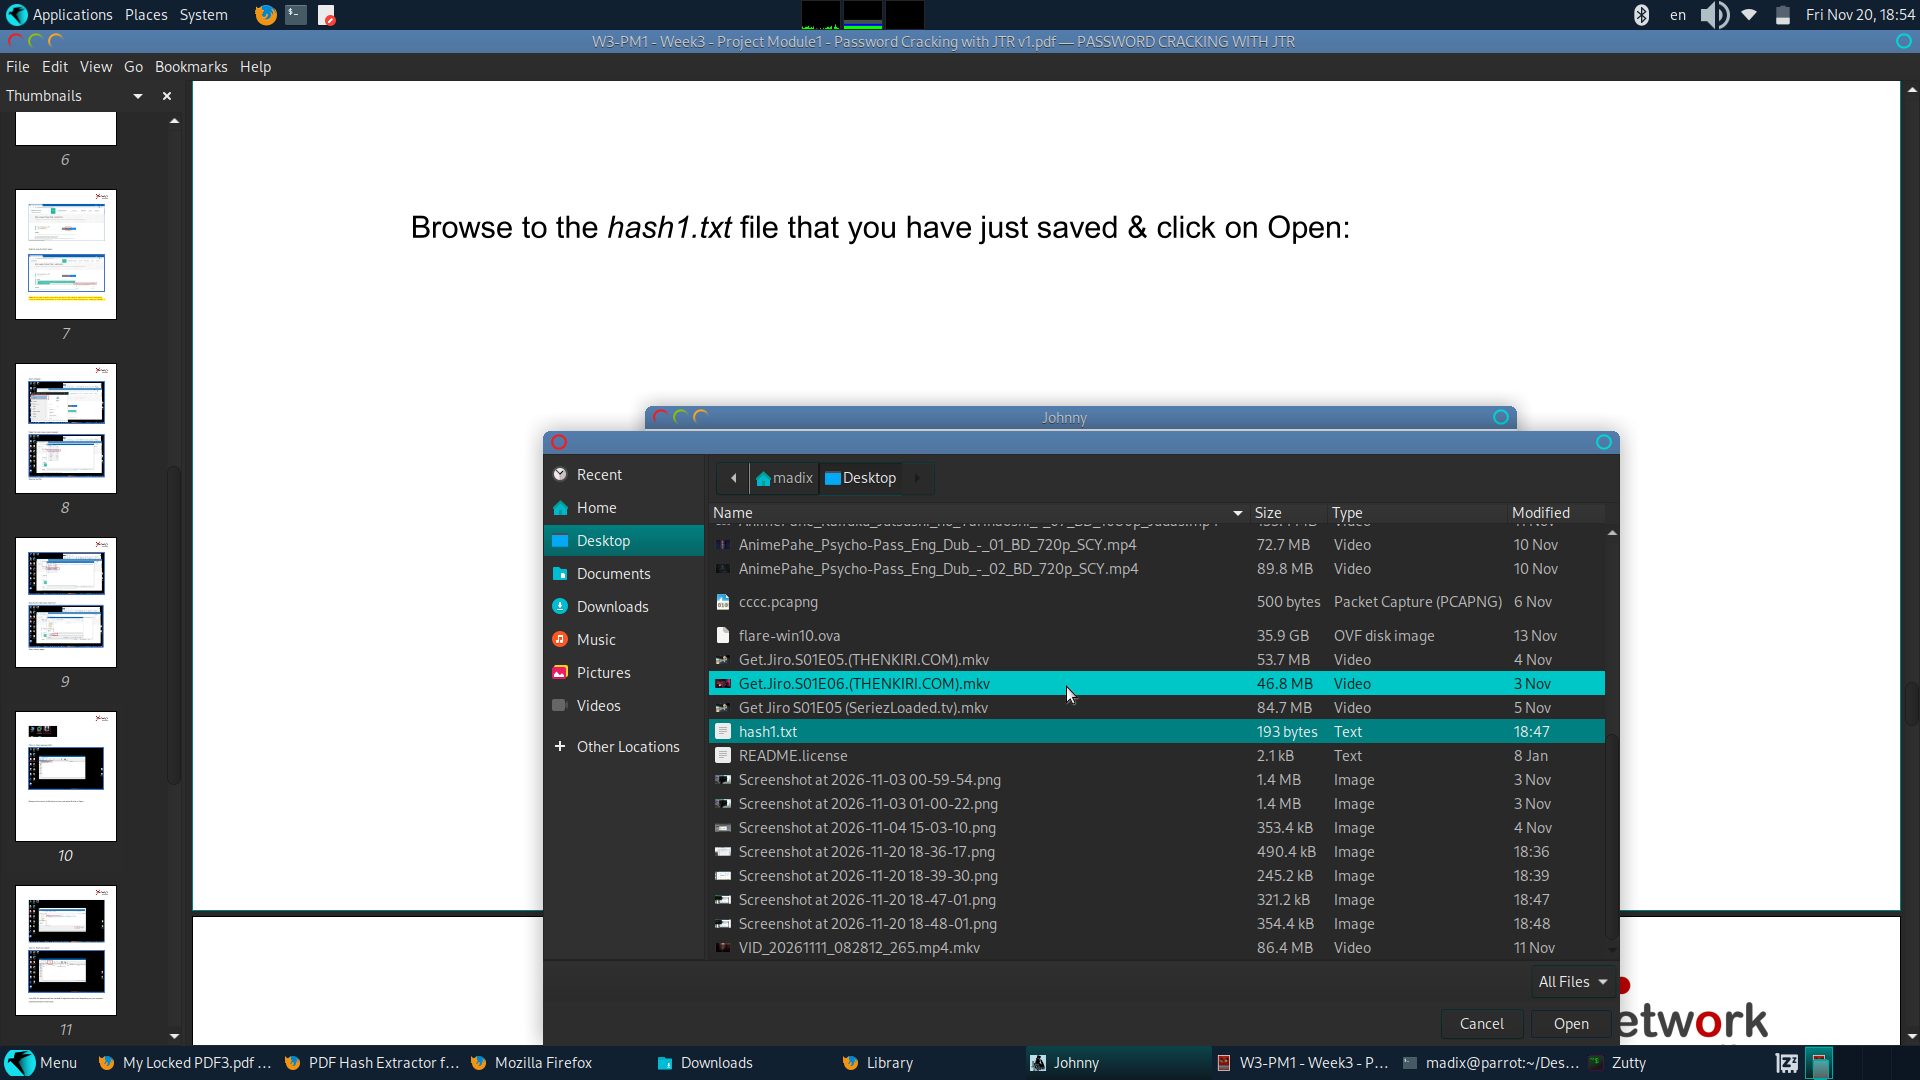 Applications Places System
en
Fri Nov 20, 18:54
W3-PM1 - Week3 - Project Module1 - Password Cracking with JTR v1.pdf — PASSWORD CRACKING WITH JTR
File Edit View Go Bookmarks Help
Thumbnails
6
7
8
9
10
11
Browse to the hash1.txt file that you have just saved & click on Open:
Johnny
Recent
Home
Desktop
Documents
Downloads
Music
Pictures
Videos
Other Locations
madix Desktop
Name Size Type Modified
AnimePahe_Psycho-Pass_Eng_Dub_-_01_BD_720p_SCY.mp4 72.7 MB Video 10 Nov
AnimePahe_Psycho-Pass_Eng_Dub_-_02_BD_720p_SCY.mp4 89.8 MB Video 10 Nov
cccc.pcapng 500 bytes Packet Capture (PCAPNG) 6 Nov
flare-win10.ova 35.9 GB OVF disk image 13 Nov
Get.Jiro.S01E05.(THENKIRI.COM).mkv 53.7 MB Video 4 Nov
Get.Jiro.S01E06.(THENKIRI.COM).mkv 46.8 MB Video 3 Nov
Get Jiro S01E05 (SeriezLoaded.tv).mkv 84.7 MB Video 5 Nov
hash1.txt 193 bytes Text 18:47
README.license 2.1 kB Text 8 Jan
Screenshot at 2026-11-03 00-59-54.png 1.4 MB Image 3 Nov
Screenshot at 2026-11-03 01-00-22.png 1.4 MB Image 3 Nov
Screenshot at 2026-11-04 15-03-10.png 353.4 kB Image 4 Nov
Screenshot at 2026-11-20 18-36-17.png 490.4 kB Image 18:36
Screenshot at 2026-11-20 18-39-30.png 245.2 kB Image 18:39
Screenshot at 2026-11-20 18-47-01.png 321.2 kB Image 18:47
Screenshot at 2026-11-20 18-48-01.png 354.4 kB Image 18:48
VID_20261111_082812_265.mp4.mkv 86.4 MB Video 11 Nov
All Files
Cancel Open
etwork
Menu
My Locked PDF3.pdf ...
PDF Hash Extractor f...
Mozilla Firefox
Downloads
Library
Johnny
W3-PM1 - Week3 - P...
madix@parrot:~/Des...
Zutty